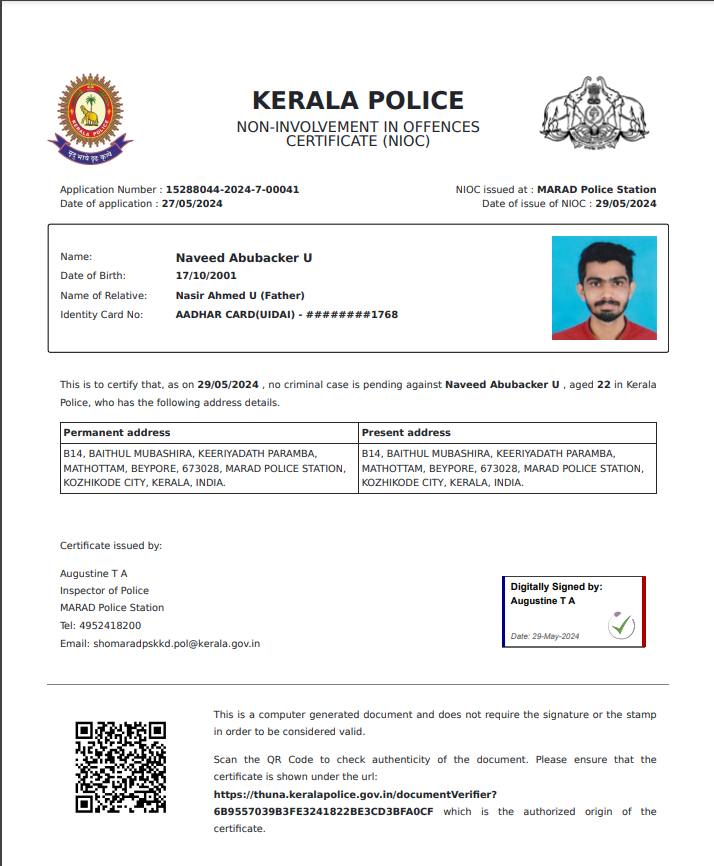 KERALA POLICE
NON-INVOLVEMENT IN OFFENCES
CERTIFICATE (NIOC)
KERALA POLICE
मृदु भावे दृढ कृत्ये
Application Number : 15288044-2024-7-00041
NIOC issued at : MARAD Police Station
Date of application : 27/05/2024
Date of issue of NIOC : 29/05/2024
Name: Naveed Abubacker U
Date of Birth: 17/10/2001
Name of Relative: Nasir Ahmed U (Father)
Identity Card No: AADHAR CARD(UIDAI) - ########1768
This is to certify that, as on 29/05/2024 , no criminal case is pending against Naveed Abubacker U , aged 22 in Kerala
Police, who has the following address details.
Permanent address
B14, BAITHUL MUBASHIRA, KEERIYADATH PARAMBA,
MATHOTTAM, BEYPORE, 673028, MARAD POLICE STATION,
KOZHIKODE CITY, KERALA, INDIA.
Present address
B14, BAITHUL MUBASHIRA, KEERIYADATH PARAMBA,
MATHOTTAM, BEYPORE, 673028, MARAD POLICE STATION,
KOZHIKODE CITY, KERALA, INDIA.
Certificate issued by:
Augustine T A
Inspector of Police
MARAD Police Station
Tel: 4952418200
Email: shomaradpskkd.pol@kerala.gov.in
Digitally Signed by:
Augustine T A
Date: 29-May-2024
This is a computer generated document and does not require the signature or the stamp
in order to be considered valid.
Scan the QR Code to check authenticity of the document. Please ensure that the
certificate is shown under the url:
https://thuna.keralapolice.gov.in/documentVerifier?
6B9557039B3FE3241822BE3CD3BFA0CF which is the authorized origin of the
certificate.